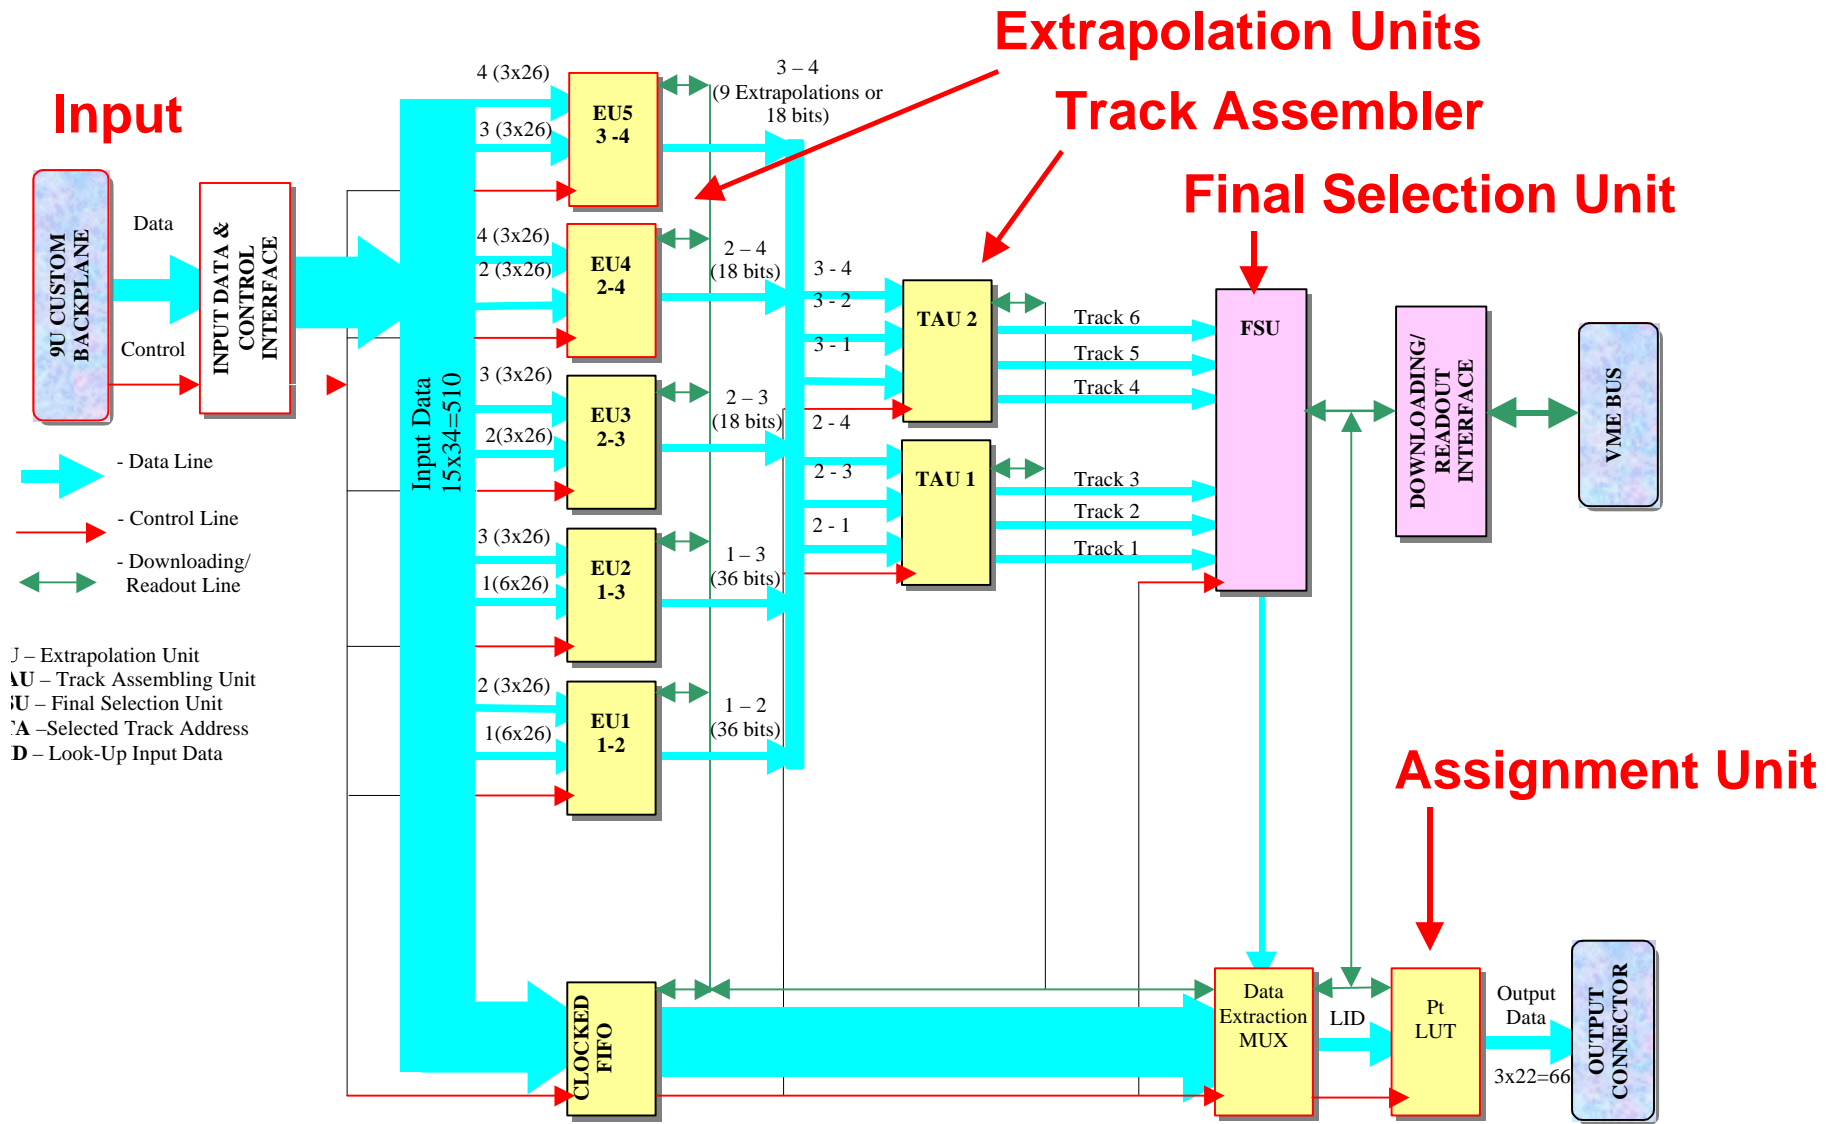 Extrapolation Units
Track Assembler
Final Selection Unit
Input
Assignment Unit
9U CUSTOM
BACKPLANE
Data
Control
INPUT DATA &
CONTROL
INTERFACE
- Data Line
- Control Line
- Downloading/
Readout Line
U – Extrapolation Unit
AU – Track Assembling Unit
SU – Final Selection Unit
TA –Selected Track Address
D – Look-Up Input Data
Input Data
15x34=510
4 (3x26)
3 (3x26)
EU5
3 -4
3 – 4
(9 Extrapolations or
18 bits)
4 (3x26)
2 (3x26)
EU4
2-4
2 – 4
(18 bits)
3 (3x26)
2(3x26)
EU3
2-3
2 – 3
(18 bits)
3 (3x26)
1(6x26)
EU2
1-3
1 – 3
(36 bits)
2 (3x26)
1(6x26)
EU1
1-2
1 – 2
(36 bits)
3 - 4
3 - 2
3 - 1
2 - 4
2 - 3
2 - 1
TAU 2
TAU 1
Track 6
Track 5
Track 4
Track 3
Track 2
Track 1
FSU
DOWNLOADING/
READOUT
INTERFACE
VME BUS
CLOCKED
FIFO
Data
Extraction
MUX
LID
Pt
LUT
Output
Data
3x22=66
OUTPUT
CONNECTOR